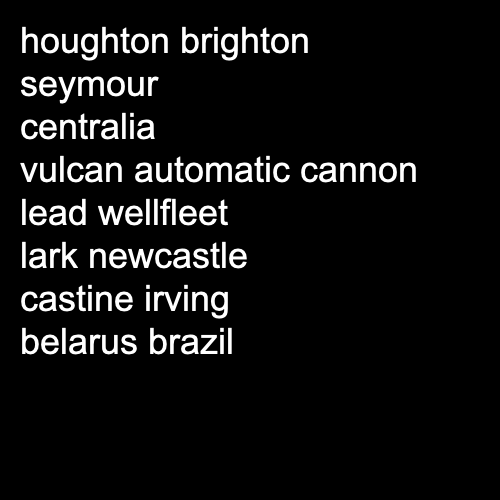 houghton brighton
seymour
centralia
vulcan automatic cannon
lead wellfleet
lark newcastle
castine irving
belarus brazil